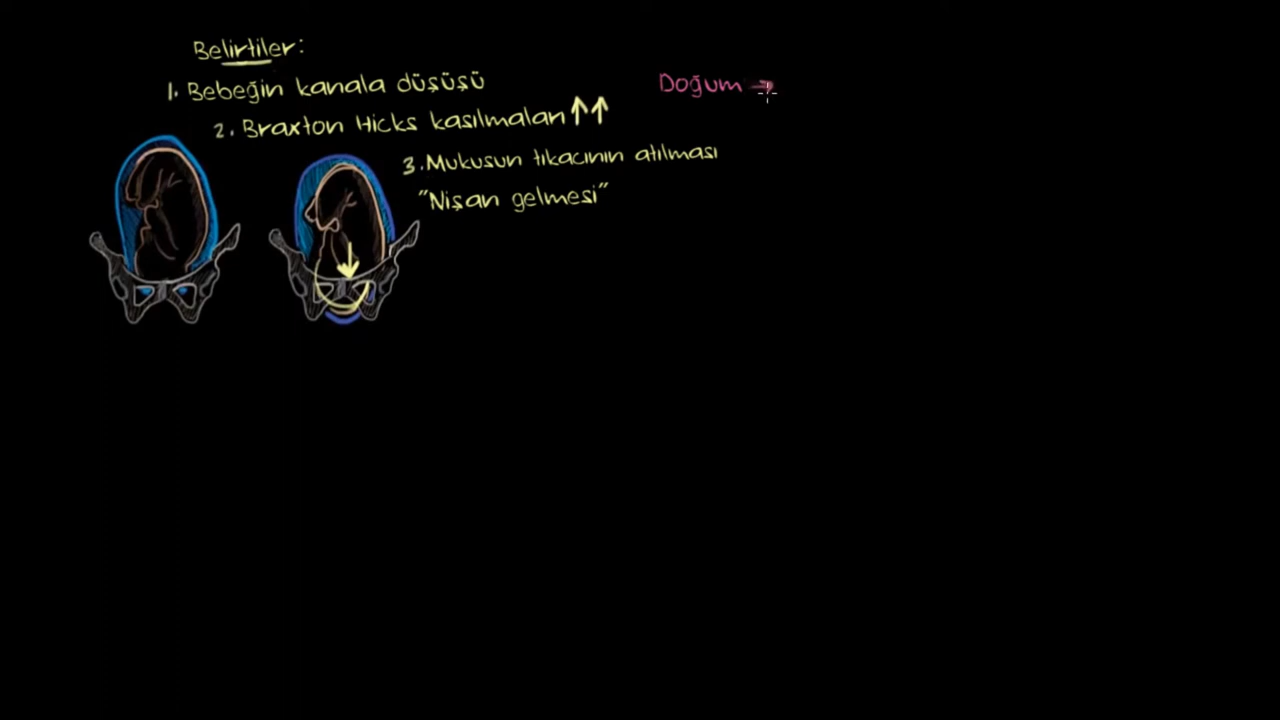 Belirtiler:
1. Bebeğin kanala düşüşü
2. Braxton Hicks kasılmaları ↑↑
3. Mukusun tıkacının atılması
"Nişan gelmesi"
Doğum →